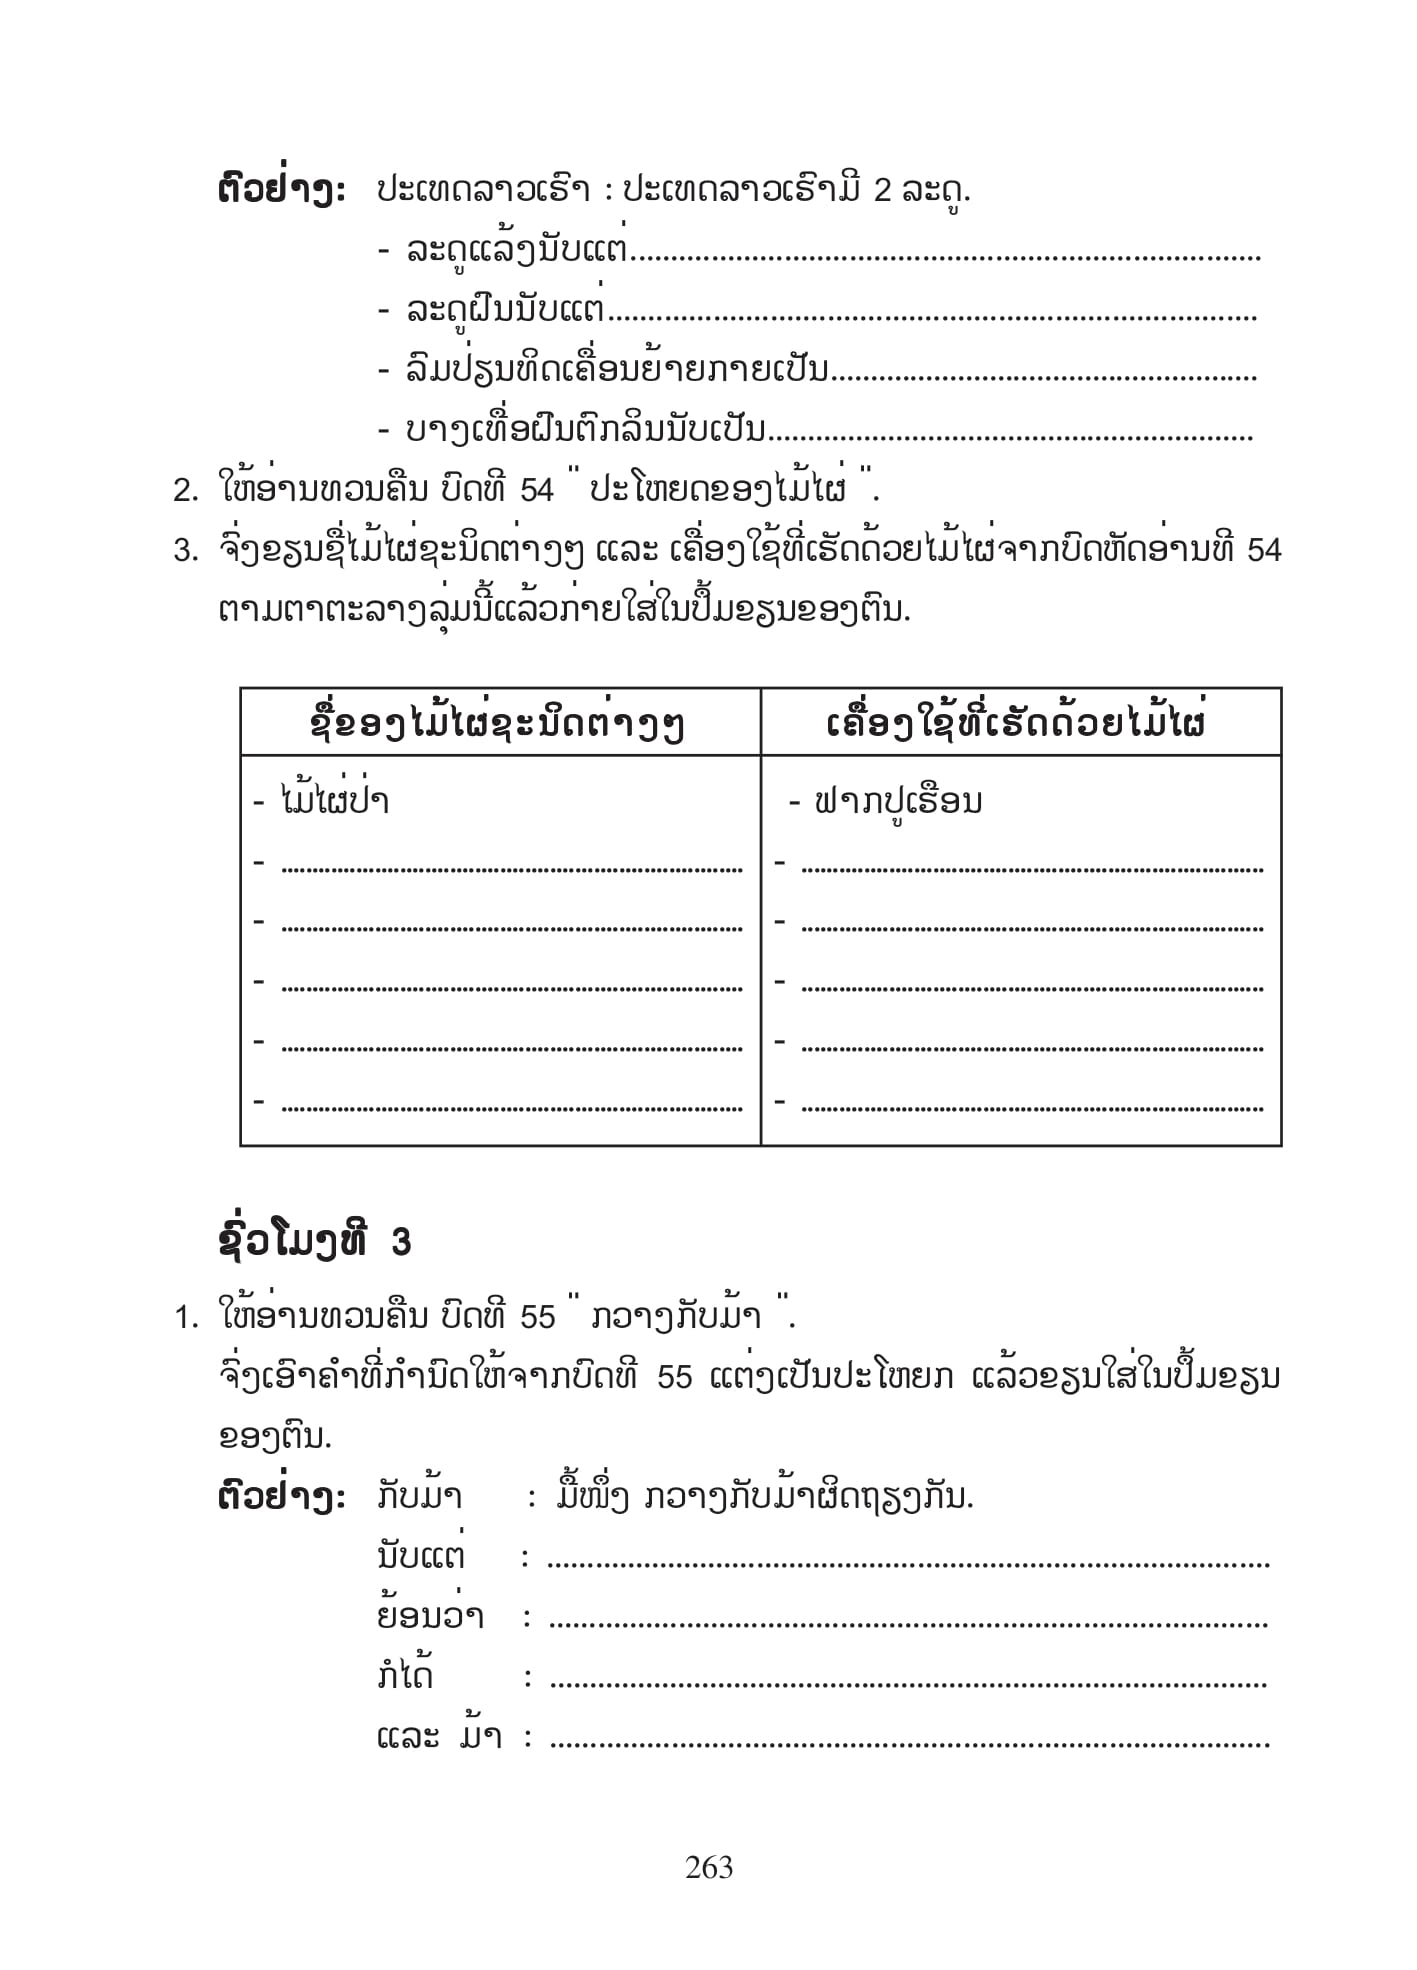 ຕົວຢ່າງ: ປະເທດລາວເຮົາ : ປະເທດລາວເຮົາມີ 2 ລະດູ.
- ລະດູແລ້ງນັບແຕ່..............................................................................
- ລະດູຝົນນັບແຕ່................................................................................
- ລົມປ່ຽນທິດເຄື່ອນຍ້າຍກາຍເປັນ.....................................................
- ບາງເທື່ອຝົນຕົກລິນນັບເປັນ............................................................
2. ໃຫ້ອ່ານທວນຄືນ ບົດທີ 54 " ປະໂຫຍດຂອງໄມ້ໄຜ່ ".
3. ຈົ່ງຂຽນຊື່ໄມ້ໄຜ່ຊະນິດຕ່າງໆ ແລະ ເຄື່ອງໃຊ້ທີ່ເຮັດດ້ວຍໄມ້ໄຜ່ຈາກບົດຫັດອ່ານທີ 54
ຕາມຕາຕະລາງລຸ່ມນີ້ແລ້ວກ່າຍໃສ່ໃນປຶ້ມຂຽນຂອງຕົນ.
ຊື່ຂອງໄມ້ໄຜ່ຊະນິດຕ່າງໆ ເຄື່ອງໃຊ້ທີ່ເຮັດດ້ວຍໄມ້ໄຜ່
- ໄມ້ໄຜ່ປ່າ - ຟາກປູເຮືອນ
- .......................................................................... - ..........................................................................
- .......................................................................... - ..........................................................................
- .......................................................................... - ..........................................................................
- .......................................................................... - ..........................................................................
- .......................................................................... - ..........................................................................
ຊົ່ວໂມງທີ 3
1. ໃຫ້ອ່ານທວນຄືນ ບົດທີ 55 " ກວາງກັບມ້າ ".
ຈົ່ງເອົາຄຳທີ່ກຳນົດໃຫ້ຈາກບົດທີ 55 ແຕ່ງເປັນປະໂຫຍກ ແລ້ວຂຽນໃສ່ໃນປຶ້ມຂຽນ
ຂອງຕົນ.
ຕົວຢ່າງ: ກັບມ້າ : ມື້ໜຶ່ງ ກວາງກັບມ້າຜິດຖຽງກັນ.
ນັບແຕ່ : .........................................................................................
ຍ້ອນວ່າ : .........................................................................................
ກໍໄດ້ : .........................................................................................
ແລະ ມ້າ : .........................................................................................
263